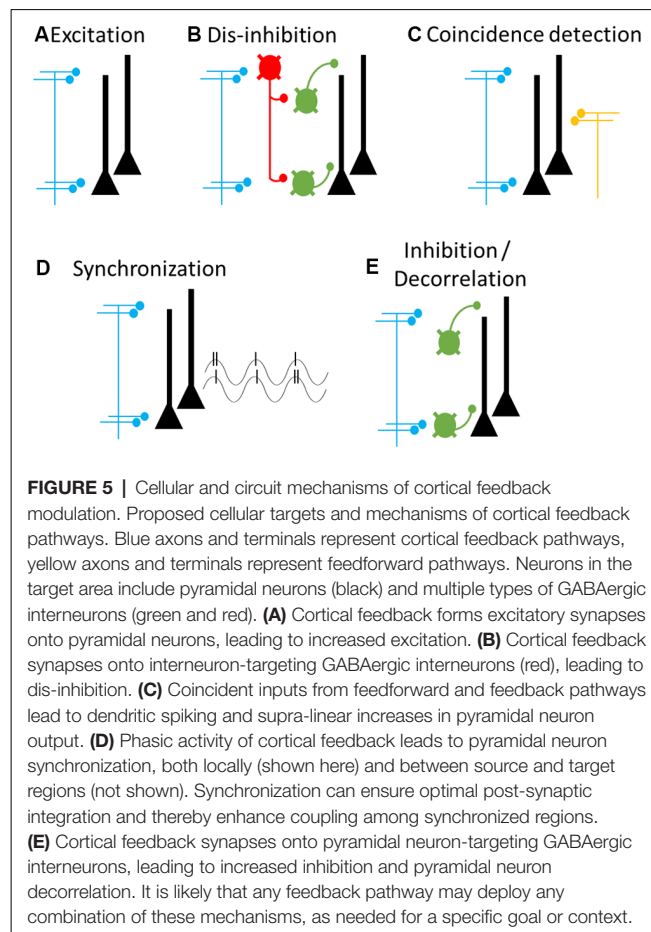 A Excitation
B Dis-inhibition
C Coincidence detection
D Synchronization
E Inhibition /
Decorrelation
FIGURE 5 | Cellular and circuit mechanisms of cortical feedback
modulation. Proposed cellular targets and mechanisms of cortical feedback
pathways. Blue axons and terminals represent cortical feedback pathways,
yellow axons and terminals represent feedforward pathways. Neurons in the
target area include pyramidal neurons (black) and multiple types of GABAergic
interneurons (green and red). (A) Cortical feedback forms excitatory synapses
onto pyramidal neurons, leading to increased excitation. (B) Cortical feedback
synapses onto interneuron-targeting GABAergic interneurons (red), leading to
dis-inhibition. (C) Coincident inputs from feedforward and feedback pathways
lead to dendritic spiking and supra-linear increases in pyramidal neuron
output. (D) Phasic activity of cortical feedback leads to pyramidal neuron
synchronization, both locally (shown here) and between source and target
regions (not shown). Synchronization can ensure optimal post-synaptic
integration and thereby enhance coupling among synchronized regions.
(E) Cortical feedback synapses onto pyramidal neuron-targeting GABAergic
interneurons, leading to increased inhibition and pyramidal neuron
decorrelation. It is likely that any feedback pathway may deploy any
combination of these mechanisms, as needed for a specific goal or context.